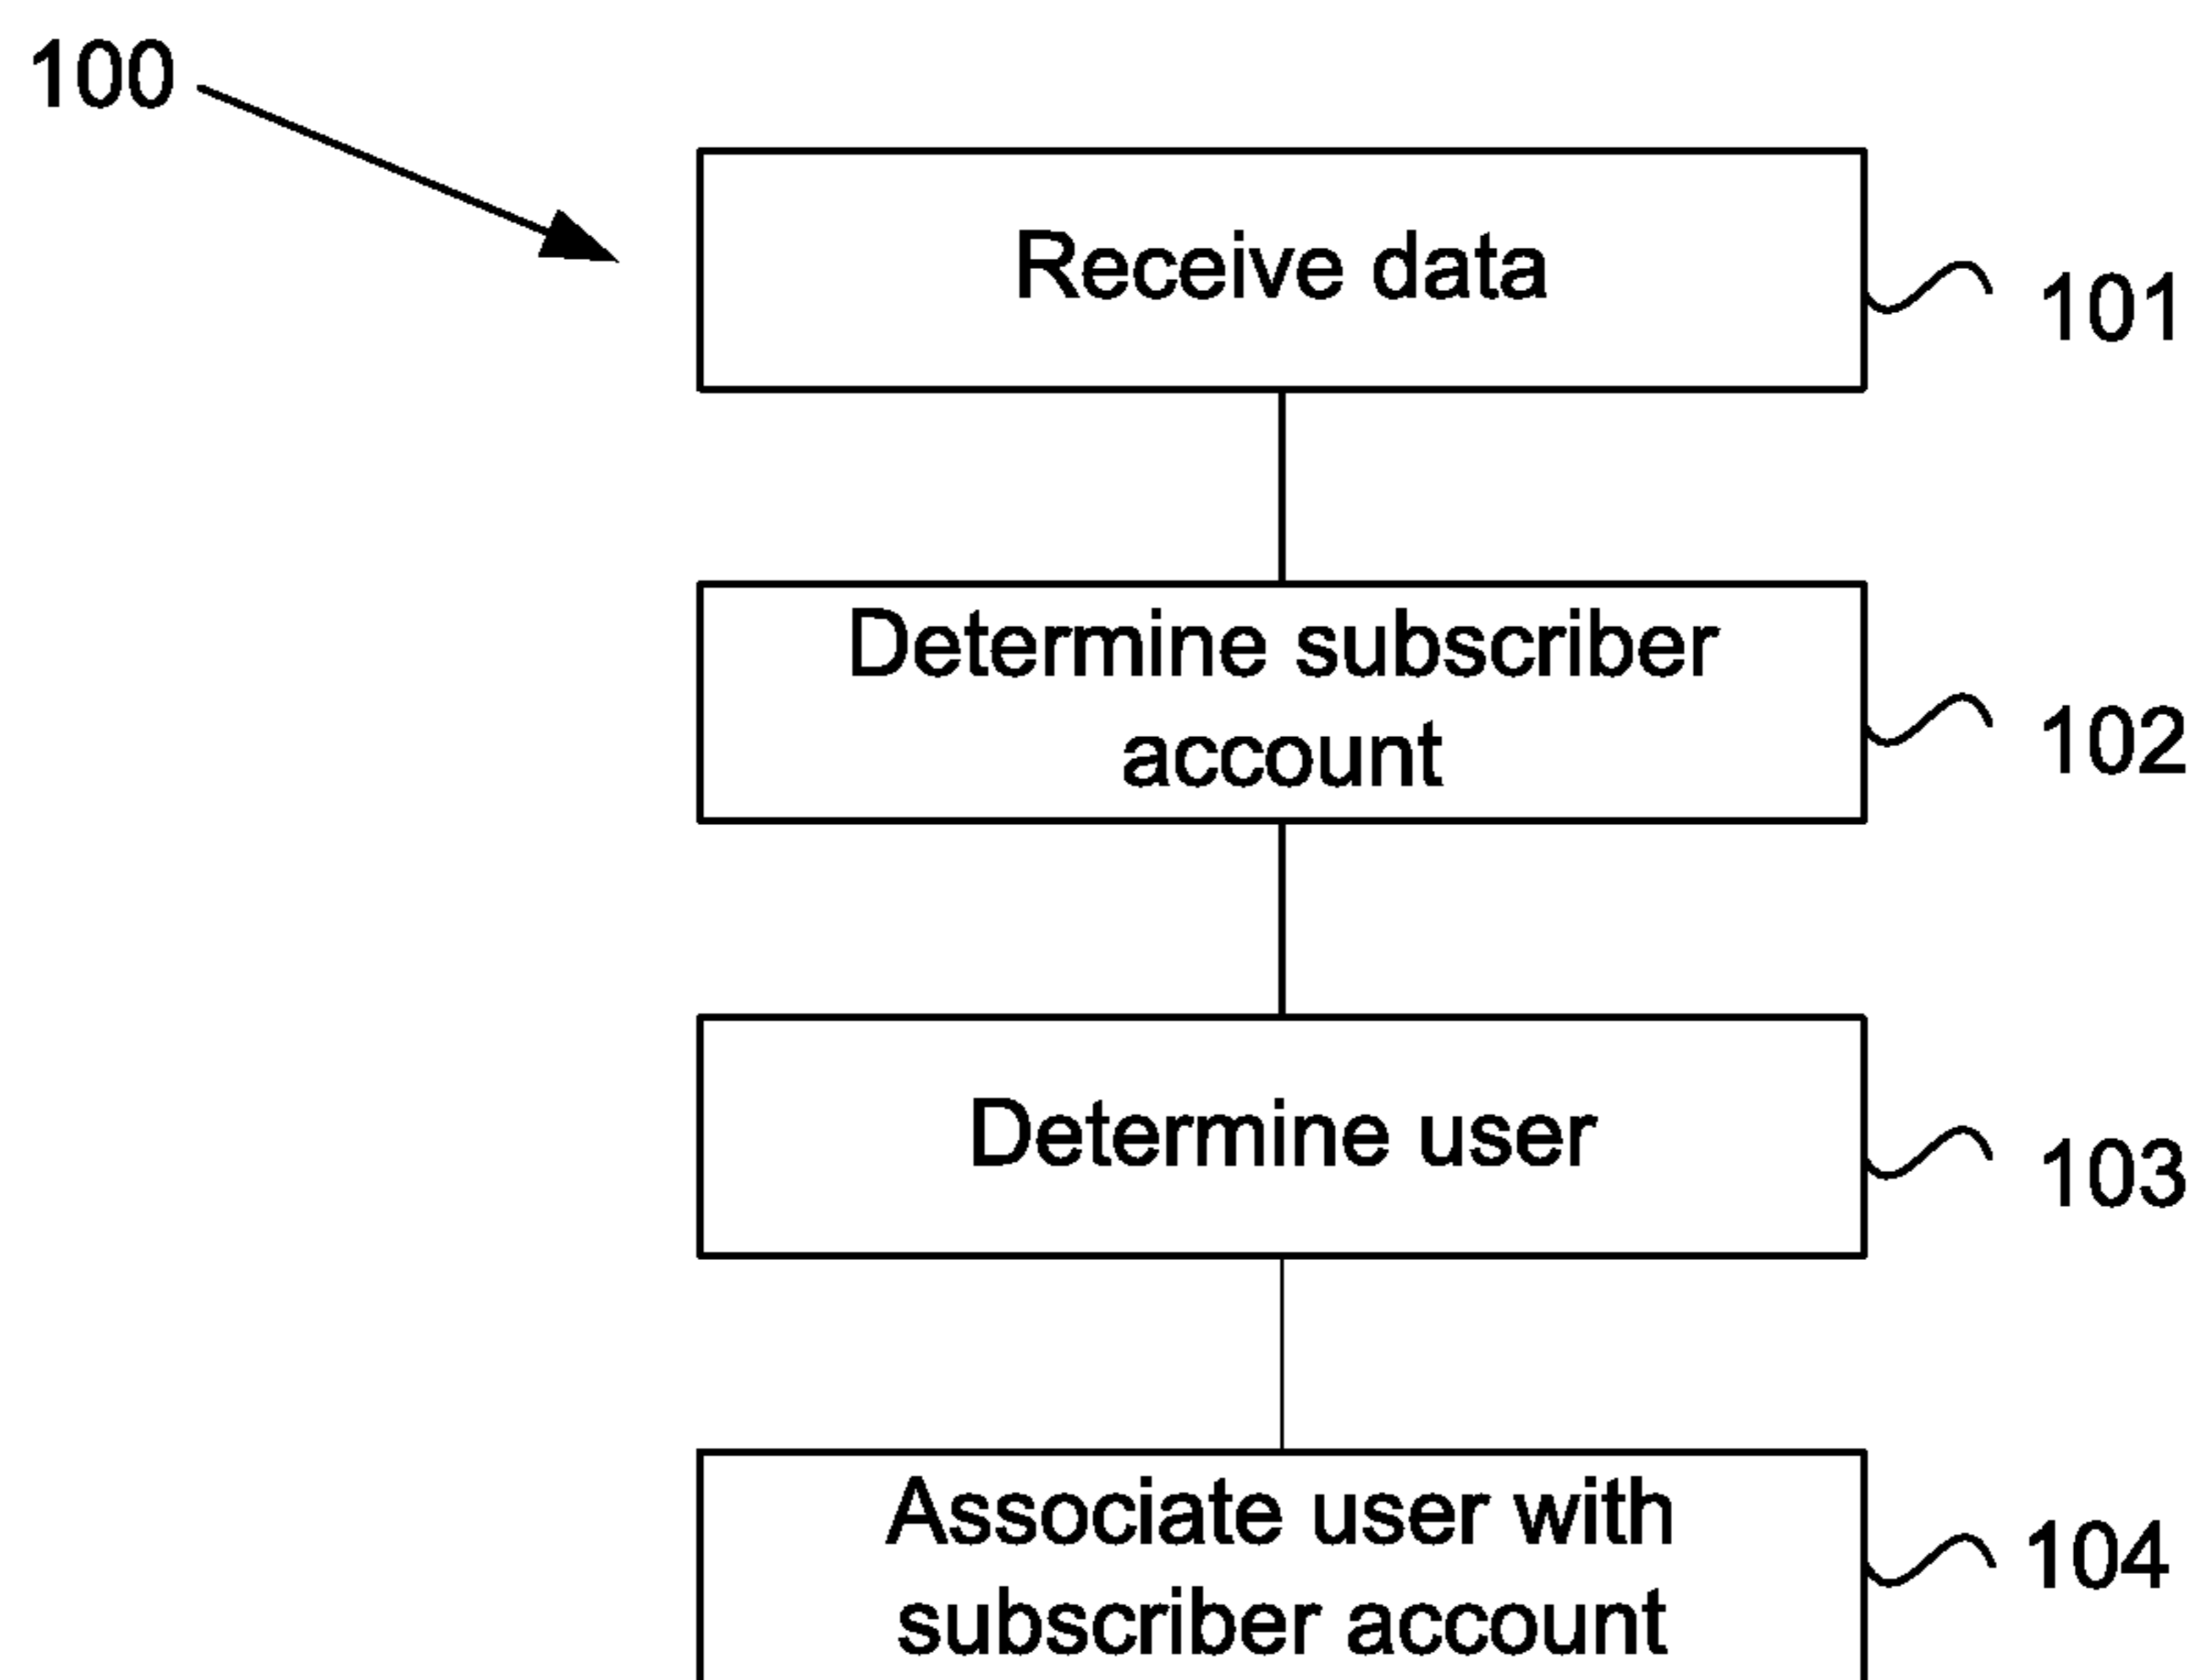 100
Receive data
101
Determine subscriber
account
102
Determine user
103
Associate user with
subscriber account
104